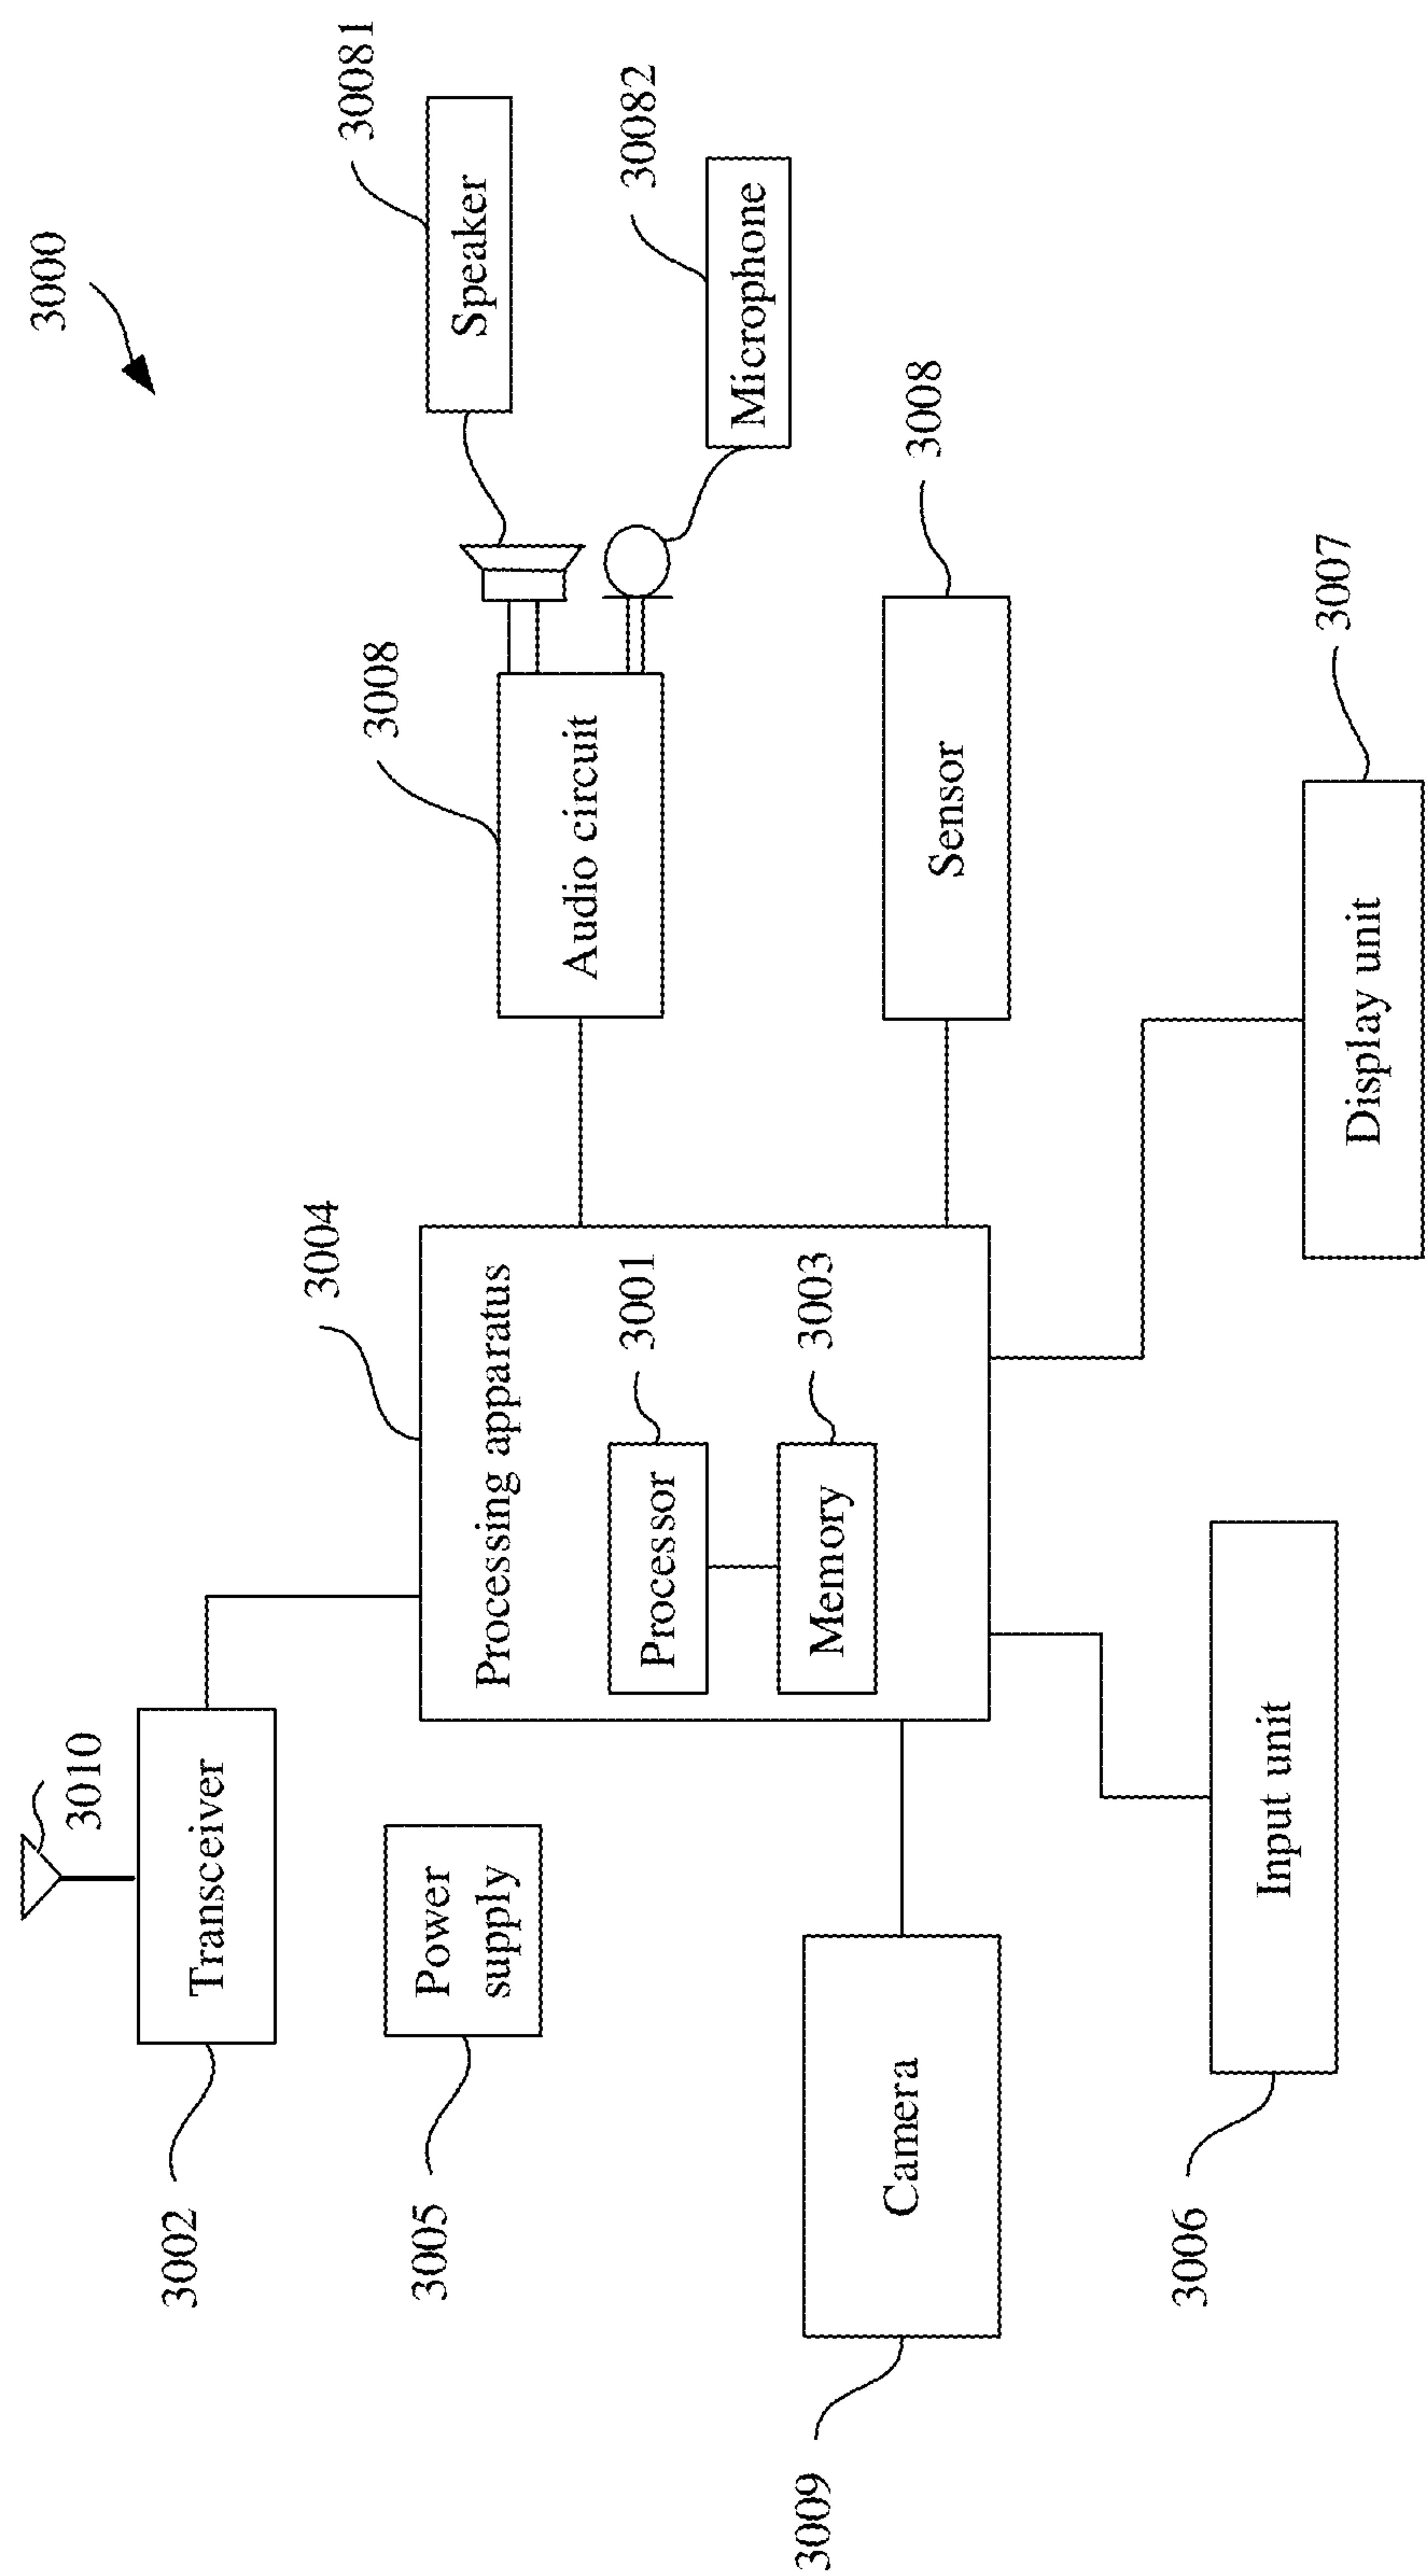 3000
3010
3002
Transceiver
3004
3005
Power
supply
Processing apparatus
3001
Processor
3003
Memory
3008
Audio circuit
30081
Speaker
30082
Microphone
3008
Sensor
3009
Camera
3006
Input unit
3007
Display unit